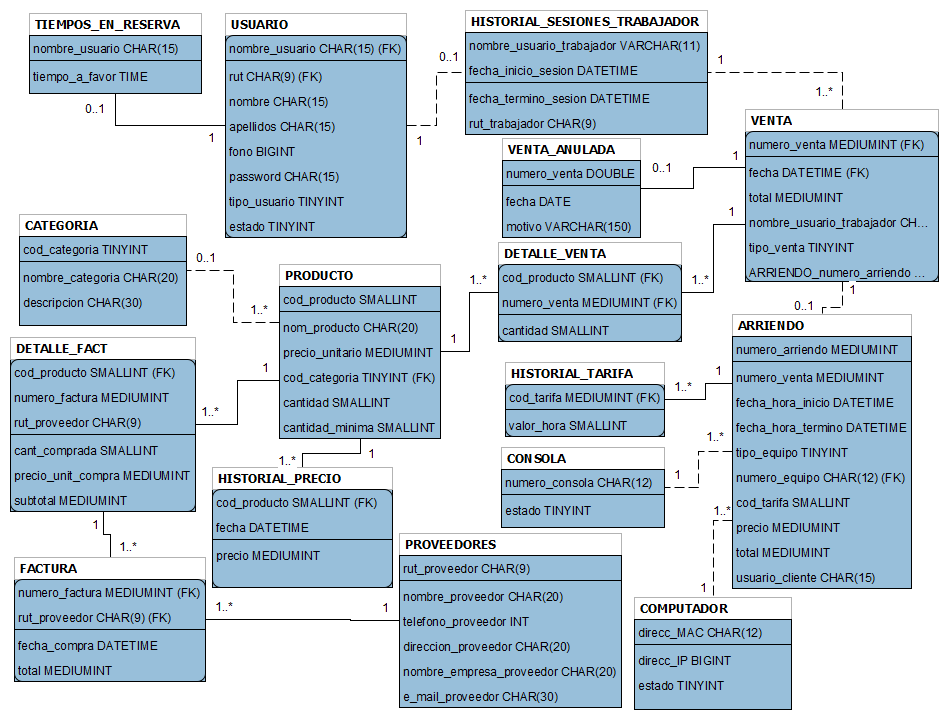 TIEMPOS_EN_RESERVA
nombre_usuario CHAR(15)
tiempo_a_favor TIME
0..1
1
USUARIO
nombre_usuario CHAR(15) (FK)
rut CHAR(9) (FK)
nombre CHAR(15)
apellidos CHAR(15)
fono BIGINT
password CHAR(15)
tipo_usuario TINYINT
estado TINYINT
0..1
1
HISTORIAL_SESIONES_TRABAJADOR
nombre_usuario_trabajador VARCHAR(11)
fecha_inicio_sesion DATETIME
fecha_termino_sesion DATETIME
rut_trabajador CHAR(9)
1
1..*
VENTA
numero_venta MEDIUMINT (FK)
fecha DATETIME (FK)
total MEDIUMINT
nombre_usuario_trabajador CH...
tipo_venta TINYINT
ARRIENDO_numero_arriendo ...
VENTA_ANULADA
numero_venta DOUBLE
fecha DATE
motivo VARCHAR(150)
0..1
1
1
1..*
CATEGORIA
cod_categoria TINYINT
nombre_categoria CHAR(20)
descripcion CHAR(30)
0..1
1..*
PRODUCTO
cod_producto SMALLINT
nom_producto CHAR(20)
precio_unitario MEDIUMINT
cod_categoria TINYINT (FK)
cantidad SMALLINT
cantidad_minima SMALLINT
1..*
1
DETALLE_VENTA
cod_producto SMALLINT (FK)
numero_venta MEDIUMINT (FK)
cantidad SMALLINT
0..1
1
ARRIENDO
numero_arriendo MEDIUMINT
numero_venta MEDIUMINT
fecha_hora_inicio DATETIME
fecha_hora_termino DATETIME
tipo_equipo TINYINT
numero_equipo CHAR(12) (FK)
cod_tarifa SMALLINT
precio MEDIUMINT
total MEDIUMINT
usuario_cliente CHAR(15)
DETALLE_FACT
cod_producto SMALLINT (FK)
numero_factura MEDIUMINT
rut_proveedor CHAR(9)
cant_comprada SMALLINT
precio_unit_compra MEDIUMINT
subtotal MEDIUMINT
1
1..*
HISTORIAL_TARIFA
cod_tarifa MEDIUMINT (FK)
valor_hora SMALLINT
1
1..*
CONSOLA
numero_consola CHAR(12)
estado TINYINT
1..*
1
1..*
1
HISTORIAL_PRECIO
cod_producto SMALLINT (FK)
fecha DATETIME
precio MEDIUMINT
1..*
1
1
1..*
FACTURA
numero_factura MEDIUMINT (FK)
rut_proveedor CHAR(9) (FK)
fecha_compra DATETIME
total MEDIUMINT
1..*
1
PROVEEDORES
rut_proveedor CHAR(9)
nombre_proveedor CHAR(20)
telefono_proveedor INT
direccion_proveedor CHAR(20)
nombre_empresa_proveedor CHAR(20)
e_mail_proveedor CHAR(30)
COMPUTADOR
direcc_MAC CHAR(12)
direcc_IP BIGINT
estado TINYINT